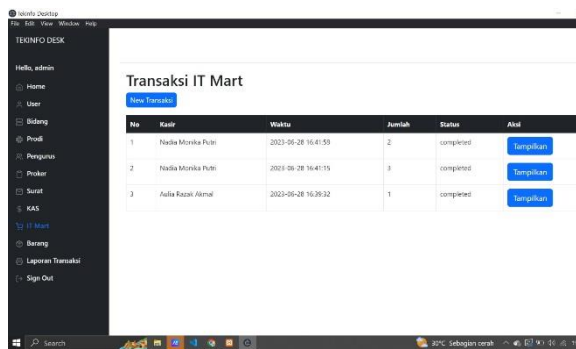 Tekinfo Desktop
File Edit View Window Help
TEKINFO DESK
Hello, admin
Home
User
Bidang
Prodi
Pengurus
Proker
Surat
KAS
IT Mart
Barang
Laporan Transaksi
Sign Out
Transaksi IT Mart
New Transaksi
No Kasir Waktu Jumlah Status Aksi
1 Nadia Monika Putri 2023-06-28 16:41:59 2 completed Tampilkan
2 Nadia Monika Putri 2023-06-28 16:41:15 3 completed Tampilkan
3 Aulia Razak Akmal 2023-06-28 16:39:32 1 completed Tampilkan
Search
30°C Sebagian cerah